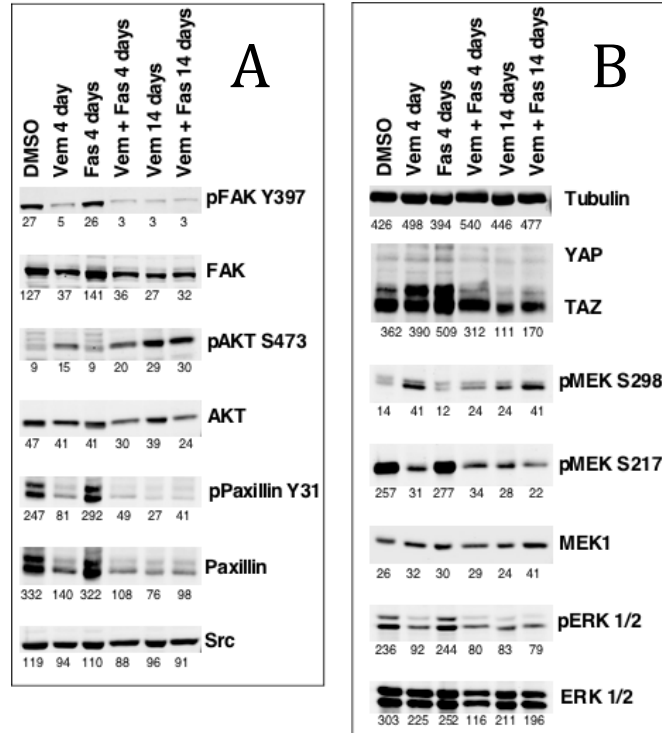 A
DMSO
Vem 4 day
Fas 4 days
Vem + Fas 4 days
Vem 14 days
Vem + Fas 14 days
pFAK Y397
27 5 26 3 3 3
FAK
127 37 141 36 27 32
pAKT S473
9 15 9 20 29 30
AKT
47 41 41 30 39 24
pPaxillin Y31
247 81 292 49 27 41
Paxillin
332 140 322 108 76 98
Src
119 94 110 88 96 91
B
DMSO
Vem 4 day
Fas 4 days
Vem + Fas 4 days
Vem 14 days
Vem + Fas 14 days
Tubulin
426 498 394 540 446 477
YAP
TAZ
362 390 509 312 111 170
pMEK S298
14 41 12 24 24 41
pMEK S217
257 31 277 34 28 22
MEK1
26 32 30 29 24 41
pERK 1/2
236 92 244 80 83 79
ERK 1/2
303 225 252 116 211 196